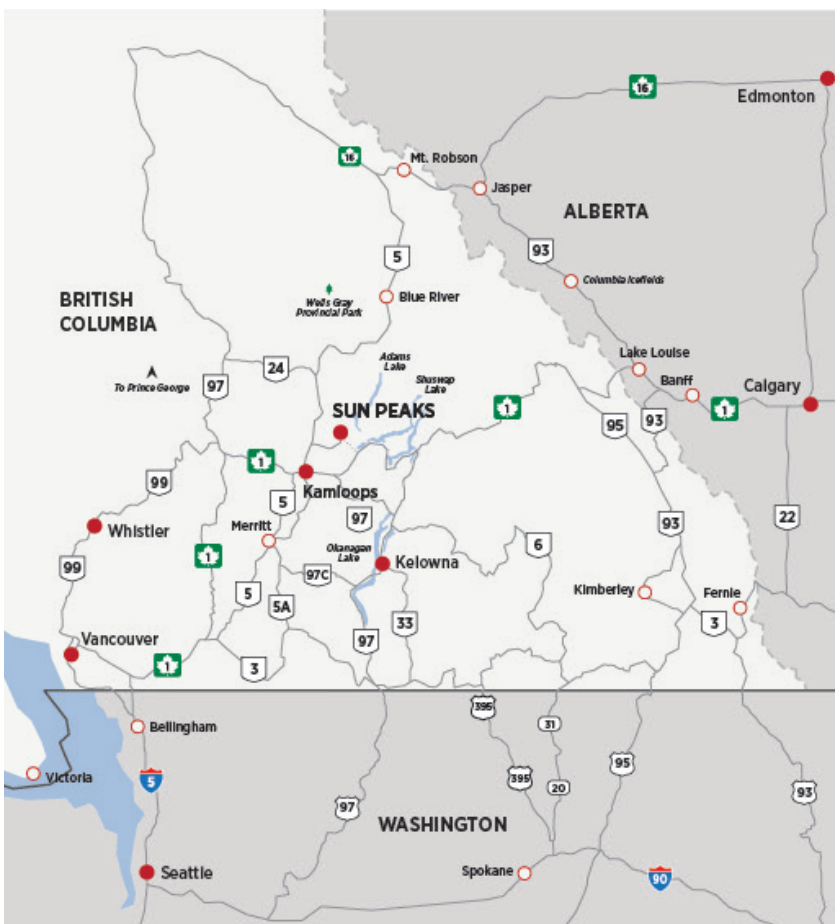 16
Edmonton
16
Mt. Robson
Jasper
ALBERTA
93
5
Columbia Icefields
Wells Gray
Provincial Park
Blue River
BRITISH
COLUMBIA
To Prince George
97
24
Adams
Lake
Shuswap
Lake
Lake Louise
Banff
Calgary
1
1
SUN PEAKS
95
93
1
Kamloops
99
5
97
93
22
Whistler
Merritt
1
Okanagan
Lake
Kelowna
6
99
97C
5
5A
Kimberley
Fernie
33
3
97
Vancouver
1
3
Bellingham
395
31
95
Victoria
5
395
20
97
93
WASHINGTON
Seattle
Spokane
90